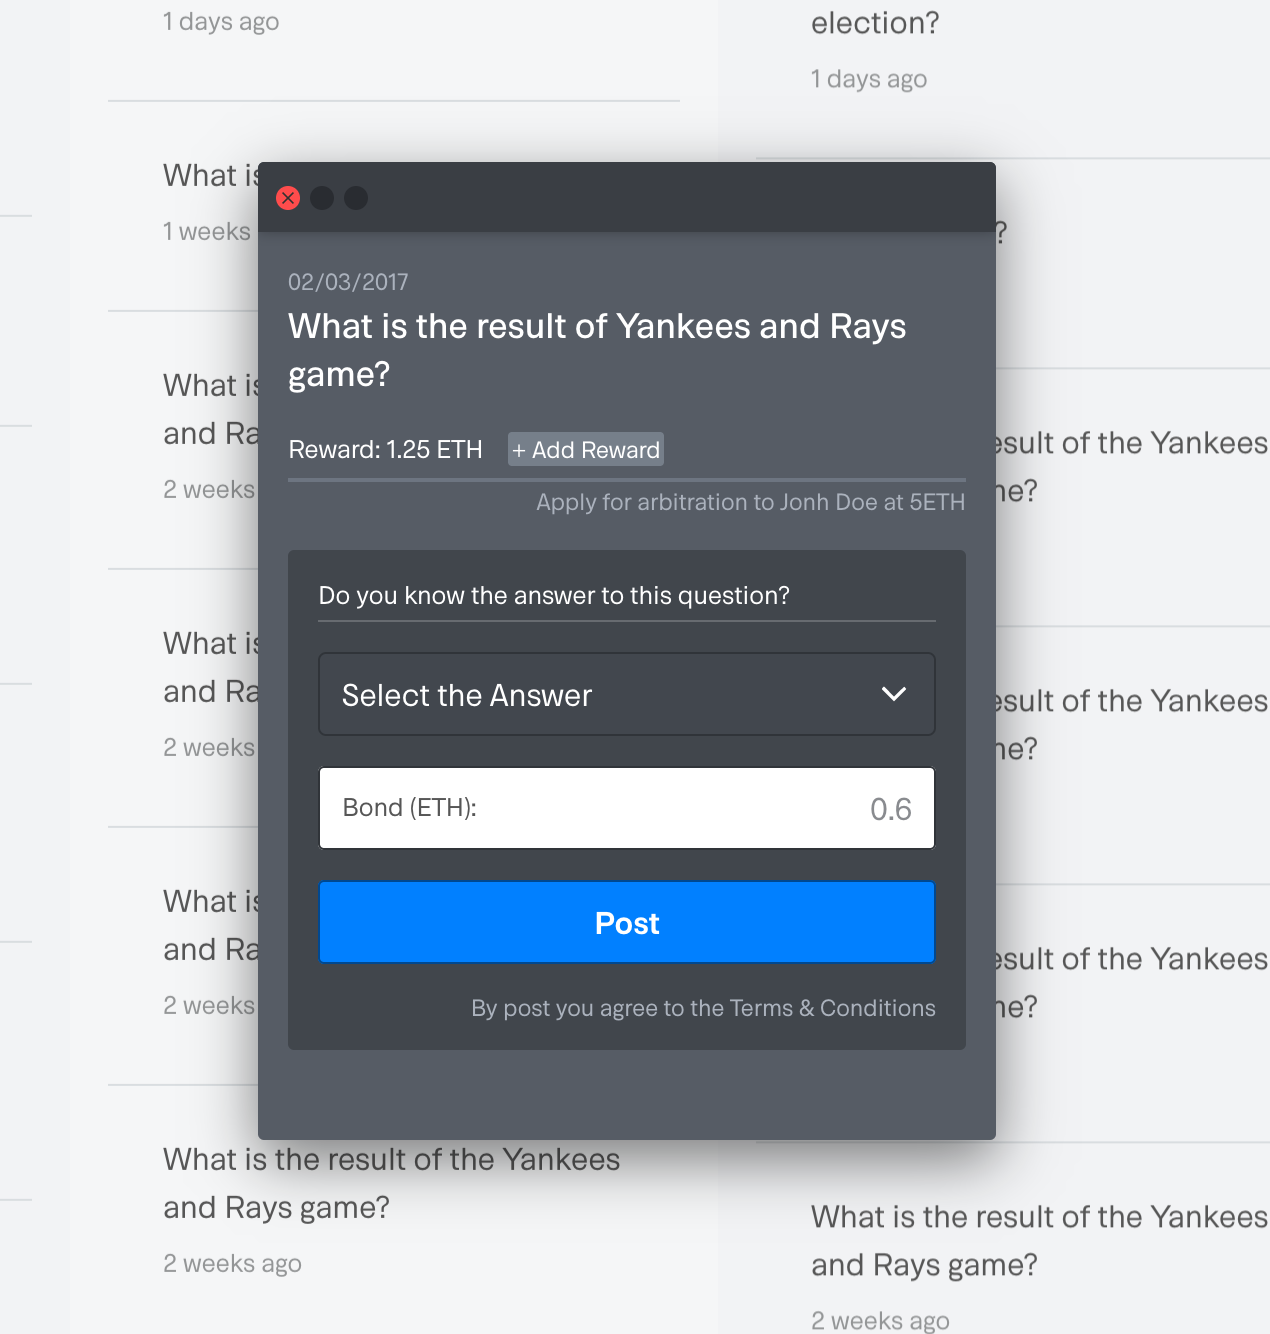 1 days ago
What is
1 weeks
What is
and Ra
2 weeks
What is
and Ra
2 weeks
What is
and Ra
2 weeks
What is the result of the Yankees
and Rays game?
2 weeks ago
02/03/2017
What is the result of Yankees and Rays
game?
Reward: 1.25 ETH
+ Add Reward
Apply for arbitration to Jonh Doe at 5ETH
Do you know the answer to this question?
Select the Answer
Bond (ETH):
0.6
Post
By post you agree to the Terms & Conditions
election?
1 days ago
?
esult of the Yankees
ne?
esult of the Yankees
ne?
esult of the Yankees
ne?
What is the result of the Yankees
and Rays game?
2 weeks ago